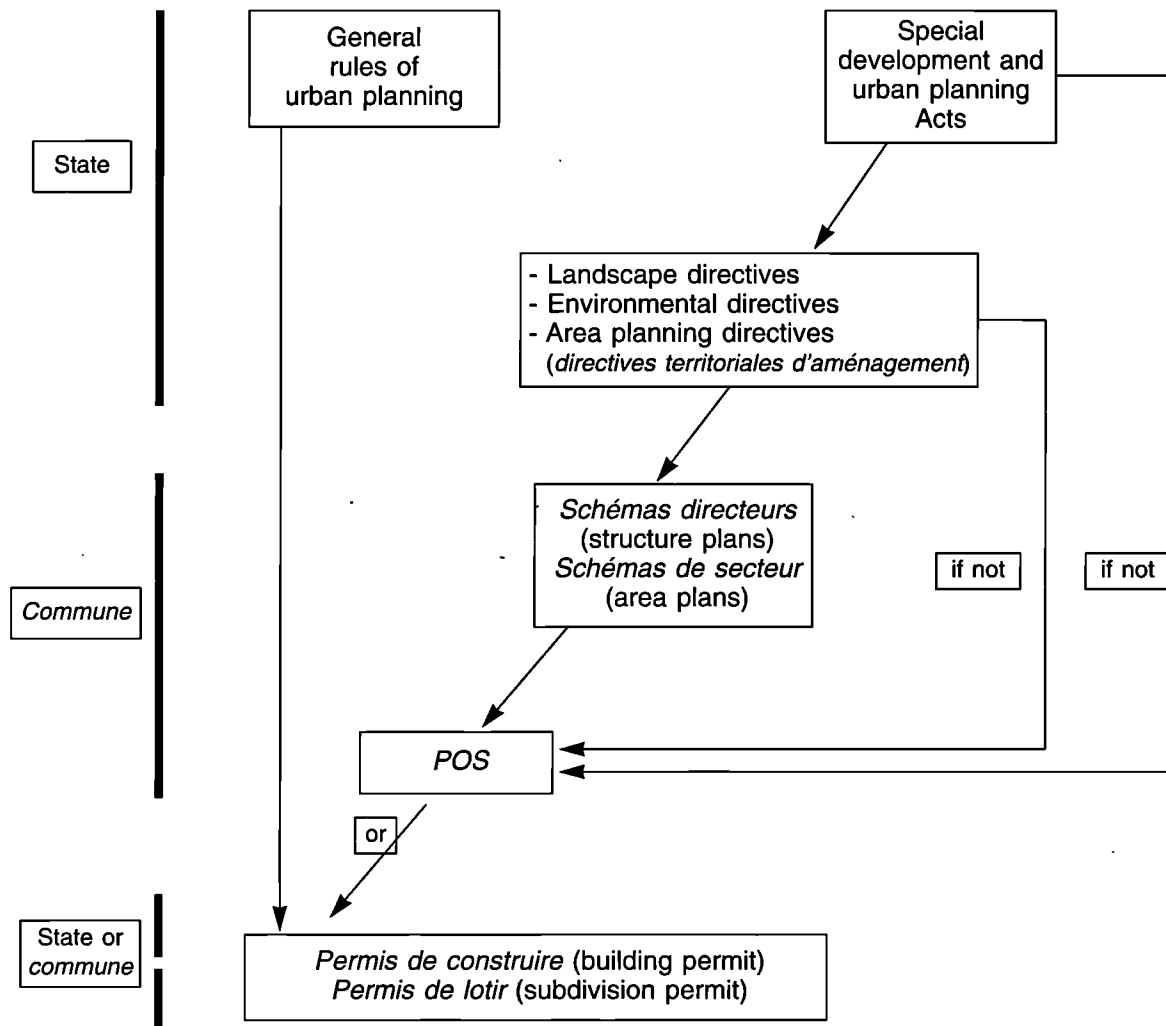 General
rules of
urban planning
Special
development and
urban planning
Acts
State
- Landscape directives
- Environmental directives
- Area planning directives
(directives territoriales d'aménagement)
Schémas directeurs
(structure plans)
Schémas de secteur
(area plans)
if not
if not
Commune
POS
or
State or
commune
Permis de construire (building permit)
Permis de lotir (subdivision permit)